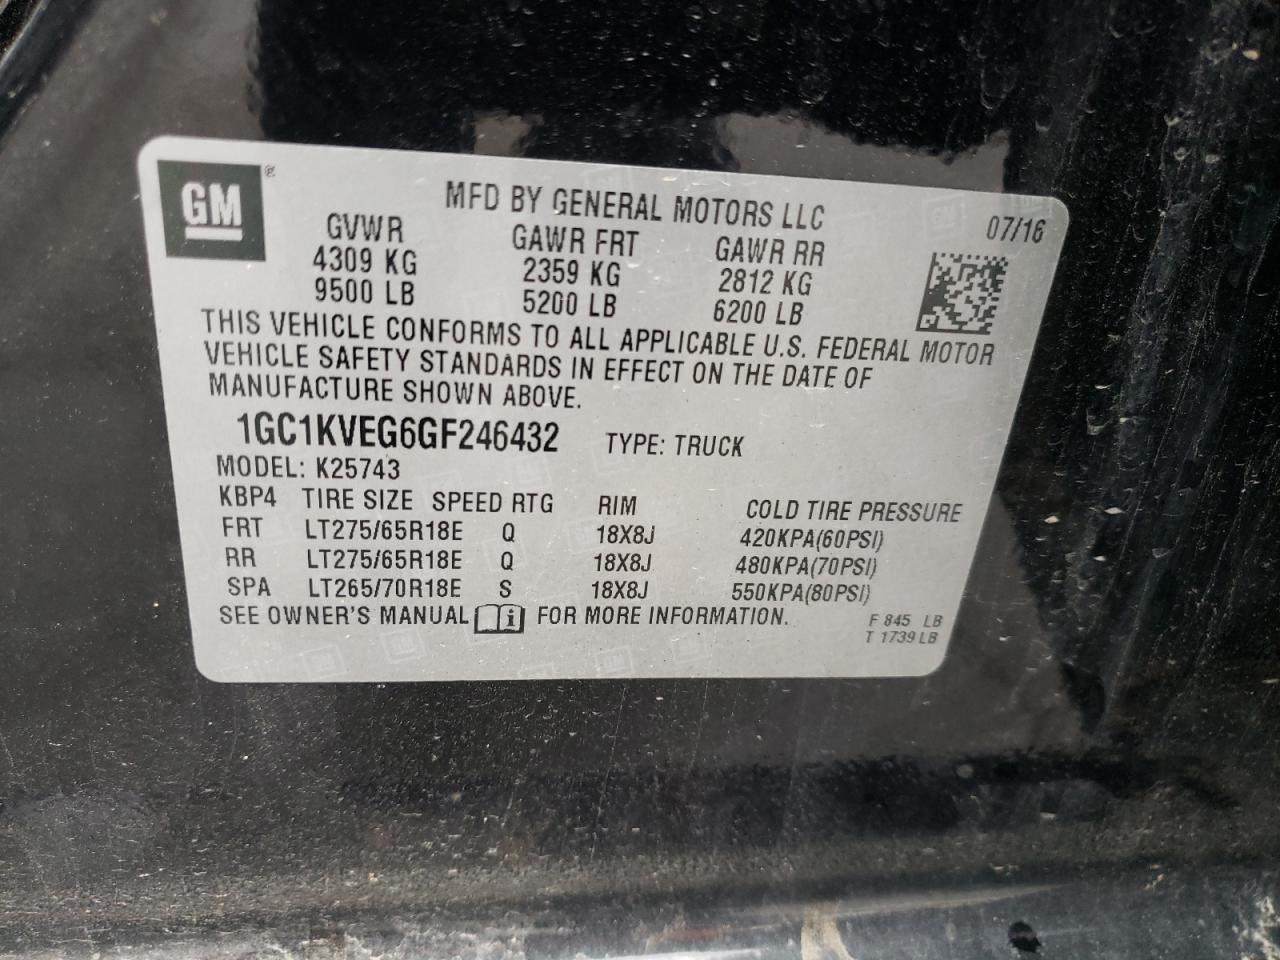 GM ®
MFD BY GENERAL MOTORS LLC
07/16
GVWR GAWR FRT GAWR RR
4309 KG 2359 KG 2812 KG
9500 LB 5200 LB 6200 LB
THIS VEHICLE CONFORMS TO ALL APPLICABLE U.S. FEDERAL MOTOR
VEHICLE SAFETY STANDARDS IN EFFECT ON THE DATE OF
MANUFACTURE SHOWN ABOVE.
1GC1KVEG6GF246432 TYPE: TRUCK
MODEL: K25743
KBP4 TIRE SIZE SPEED RTG RIM COLD TIRE PRESSURE
FRT LT275/65R18E Q 18X8J 420KPA(60PSI)
RR LT275/65R18E Q 18X8J 480KPA(70PSI)
SPA LT265/70R18E S 18X8J 550KPA(80PSI)
SEE OWNER'S MANUAL i FOR MORE INFORMATION.
F 845 LB
T 1739 LB